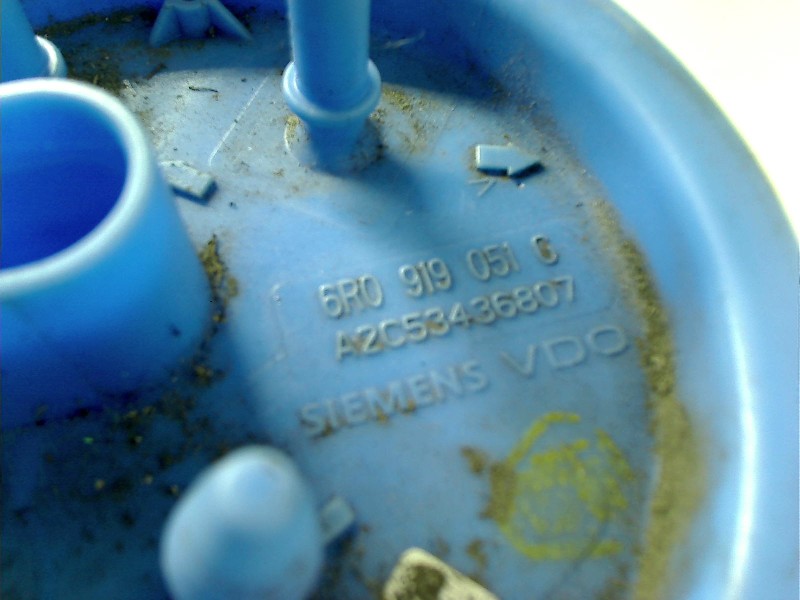 6R0 919 051 G
A2C53436807
SIEMENS VDO